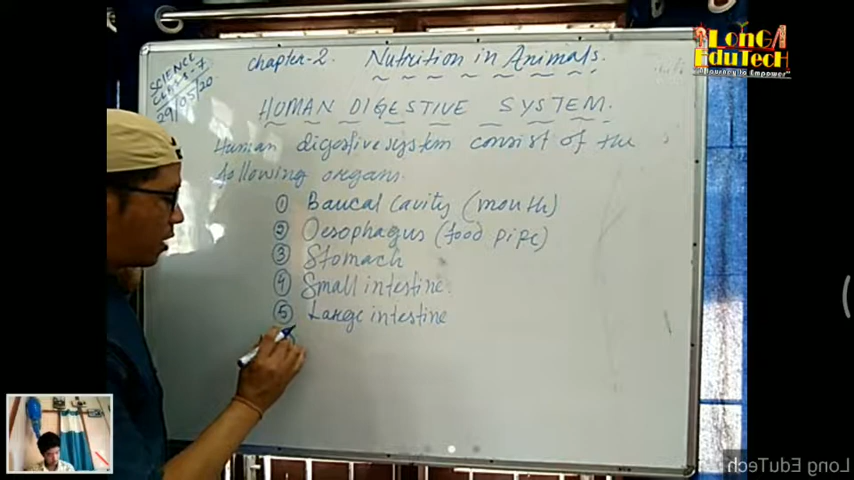 LONGA
EDUTECH
A Journey to Empower
SCIENCE
CLASS-7
29/05/20
Chapter-2. Nutrition in Animals.
HUMAN DIGESTIVE SYSTEM.
Human digestive system consist of the
following organs.
① Baucal Cavity (mouth)
② Oesophagus (food pipe)
③ Stomach
④ Small intestine.
⑤ Large intestine
Long EduTech